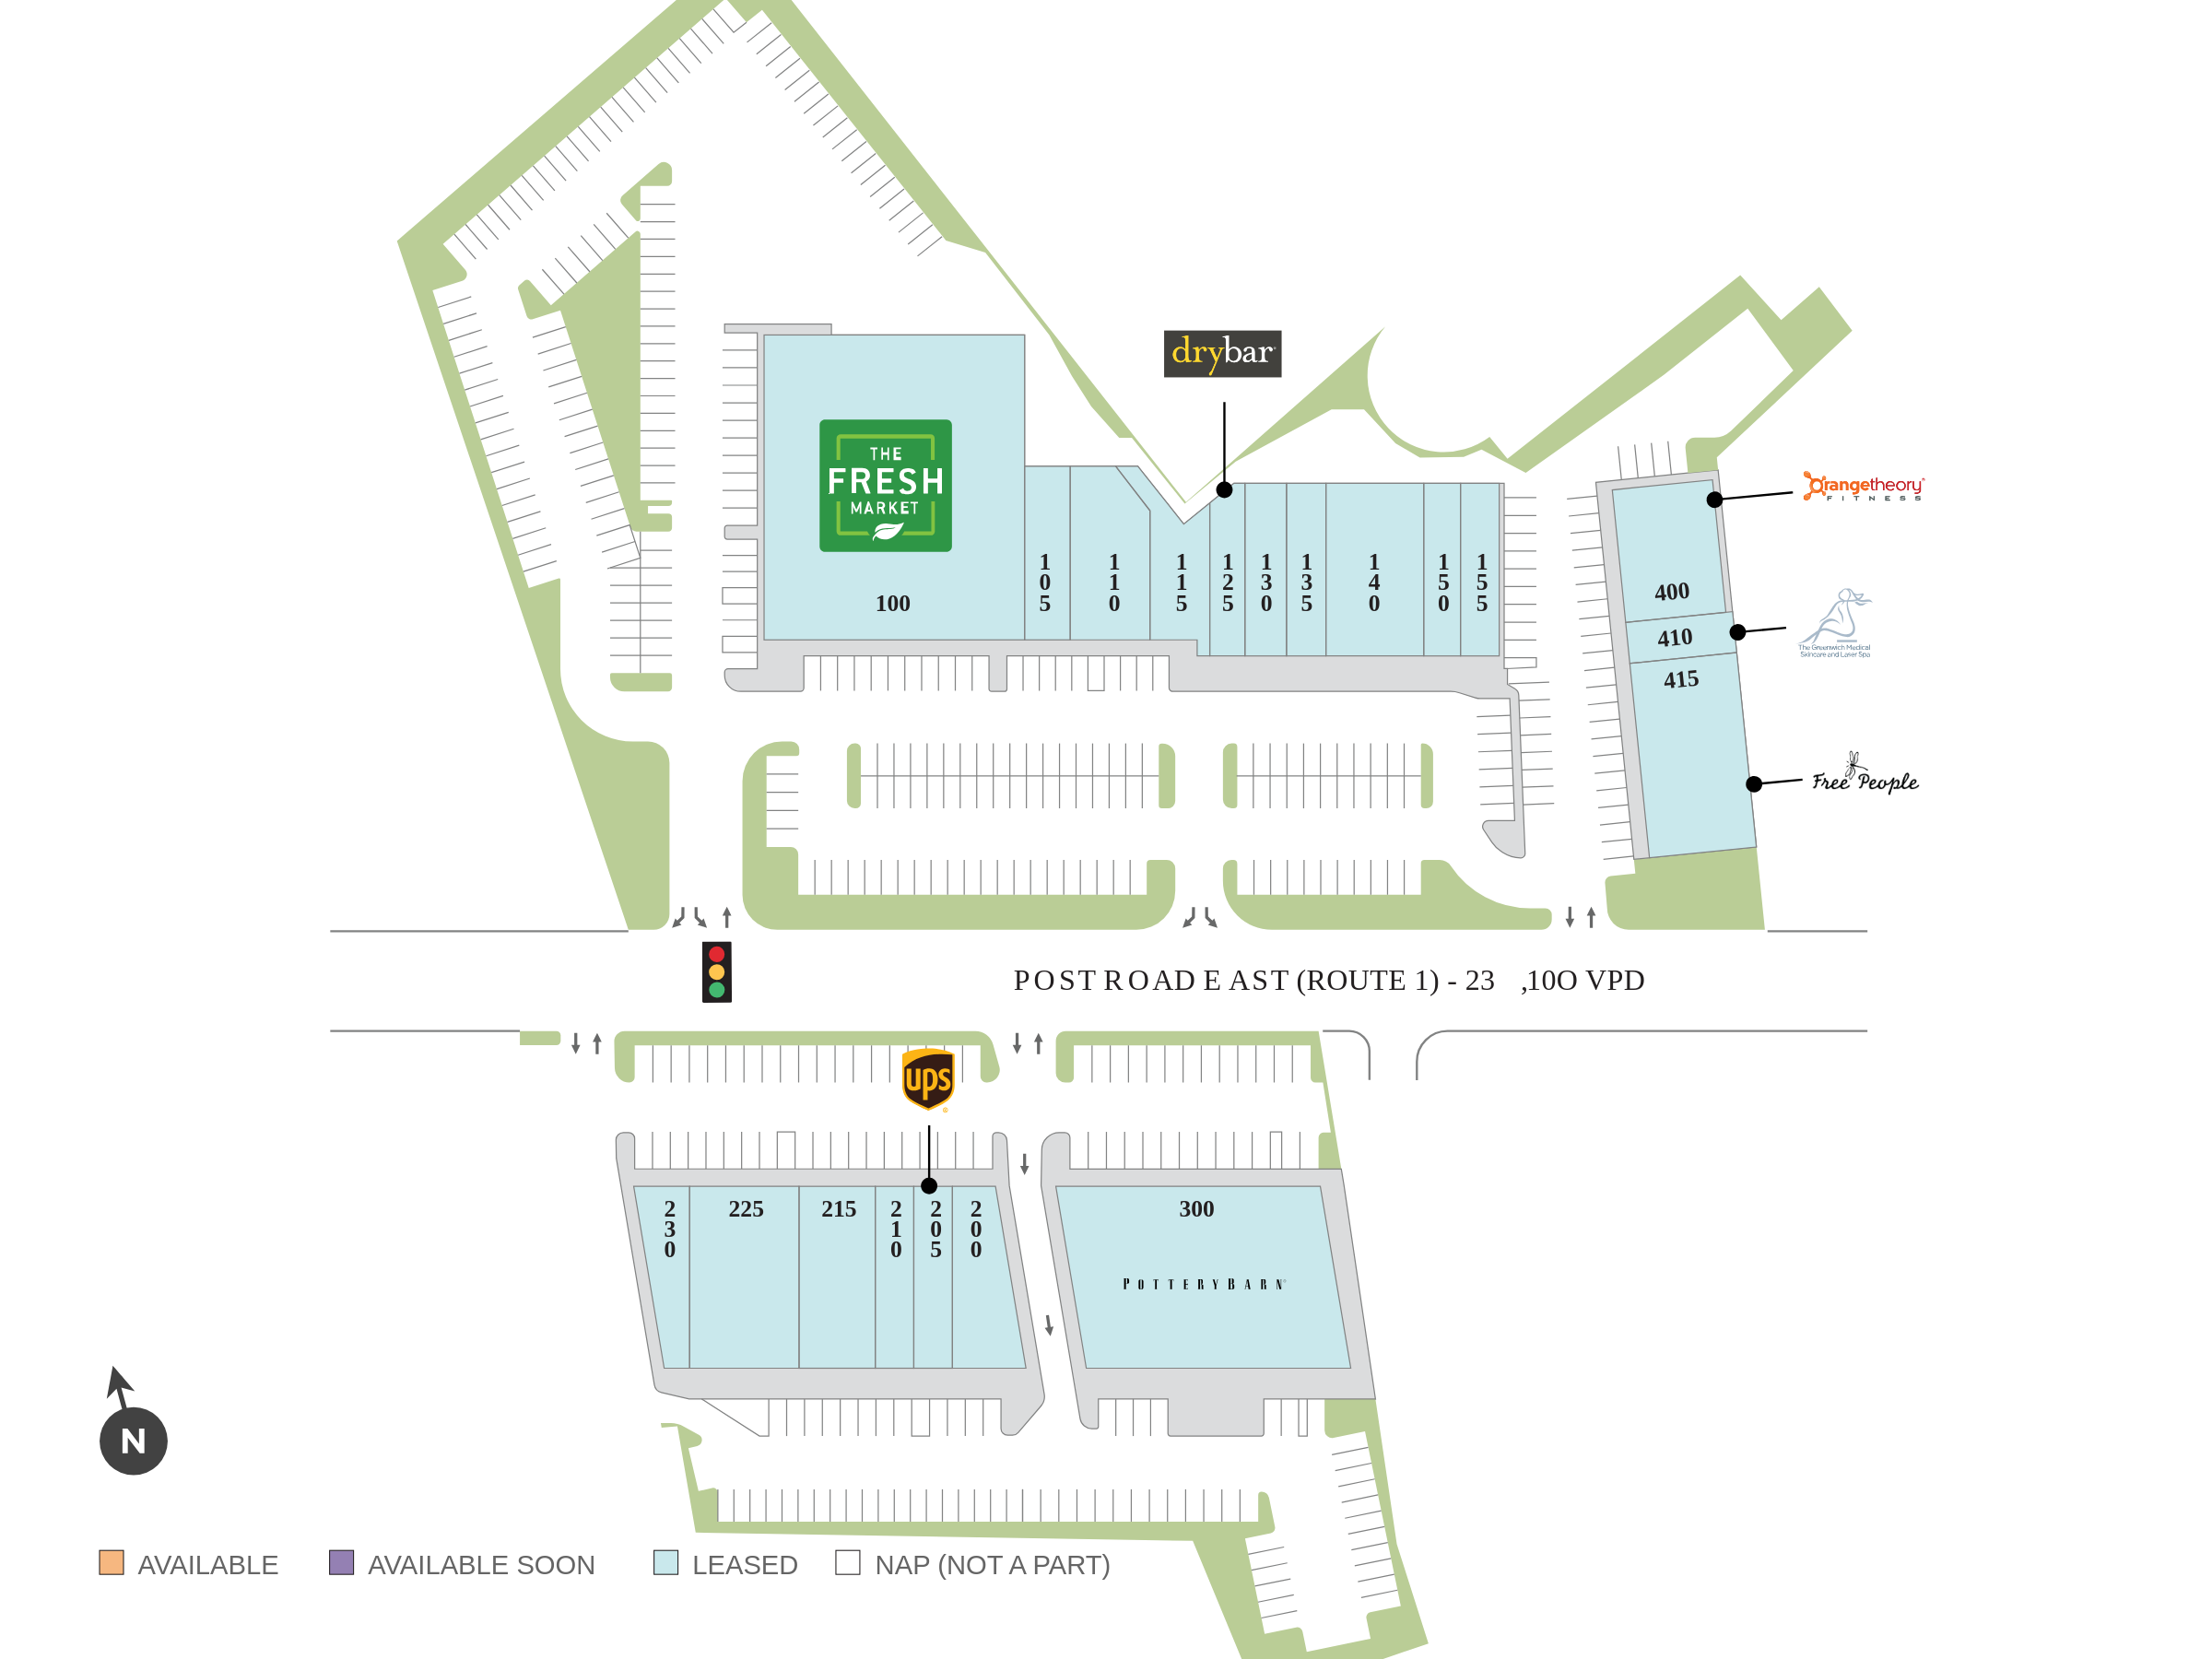 drybar
THE
FRESH
MARKET
100
105
110
115
125
130
135
140
150
155
Orangetheory®
FITNESS
400
410
The Greenwich Medical
Skincare and Laser Spa
415
Free People
POST ROAD EAST (ROUTE 1) - 23 ,10O VPD
ups
230
225
215
210
205
200
300
POTTERY BARN
N
AVAILABLE
AVAILABLE SOON
LEASED
NAP (NOT A PART)